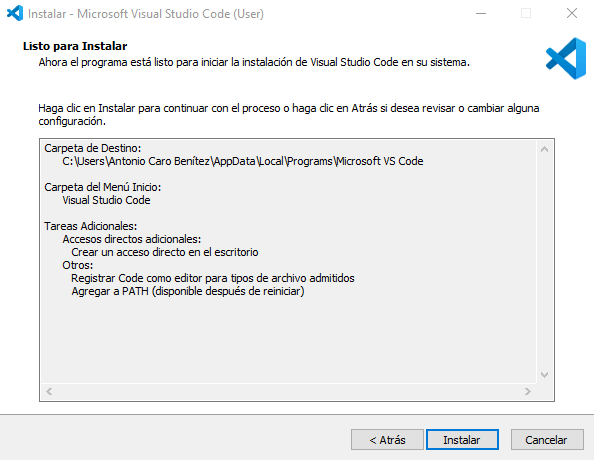 Instalar - Microsoft Visual Studio Code (User)
Listo para Instalar
Ahora el programa está listo para iniciar la instalación de Visual Studio Code en su sistema.
Haga clic en Instalar para continuar con el proceso o haga clic en Atrás si desea revisar o cambiar alguna
configuración.
Carpeta de Destino:
C:\Users\Antonio Caro Benítez\AppData\Local\Programs\Microsoft VS Code
Carpeta del Menú Inicio:
Visual Studio Code
Tareas Adicionales:
Accesos directos adicionales:
Crear un acceso directo en el escritorio
Otros:
Registrar Code como editor para tipos de archivo admitidos
Agregar a PATH (disponible después de reiniciar)
< Atrás
Instalar
Cancelar